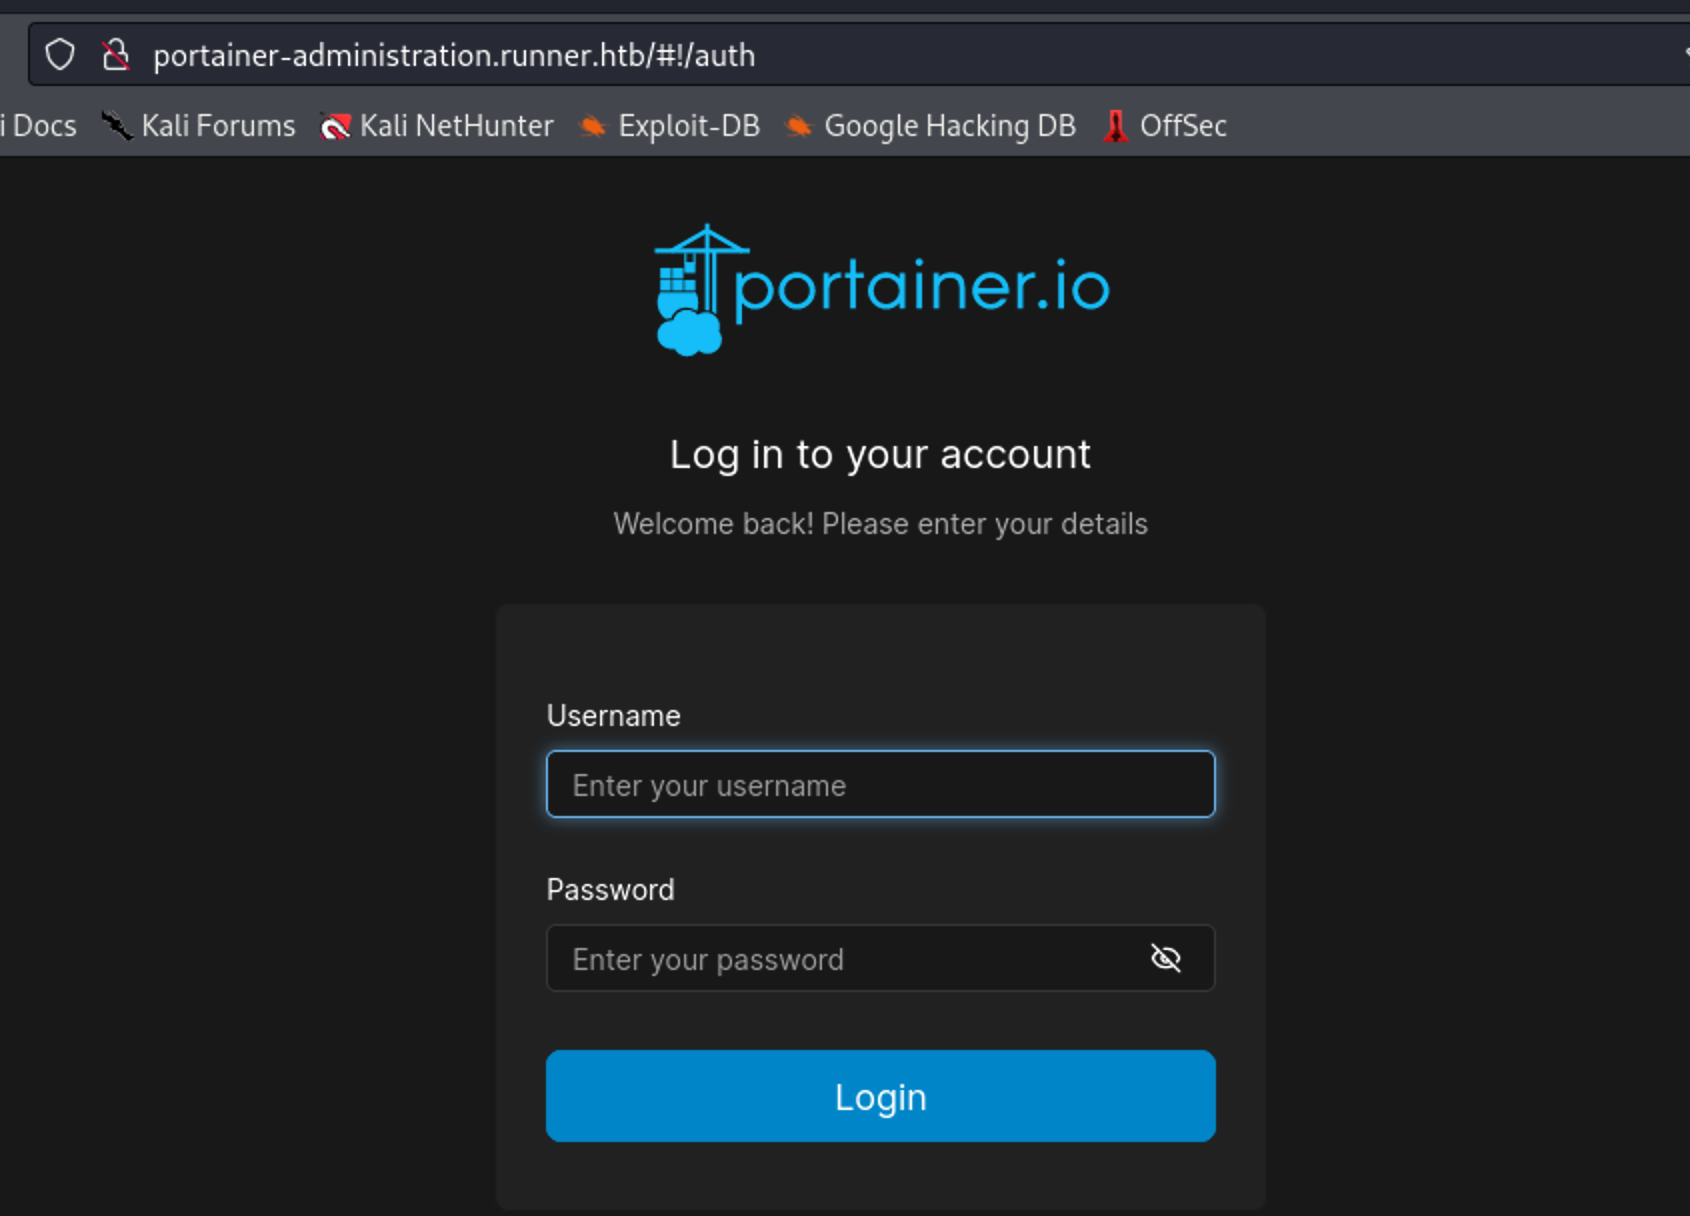 portainer-administration.runner.htb/#!/auth
i Docs Kali Forums Kali NetHunter Exploit-DB Google Hacking DB OffSec
portainer.io
Log in to your account
Welcome back! Please enter your details
Username
Enter your username
Password
Enter your password
Login